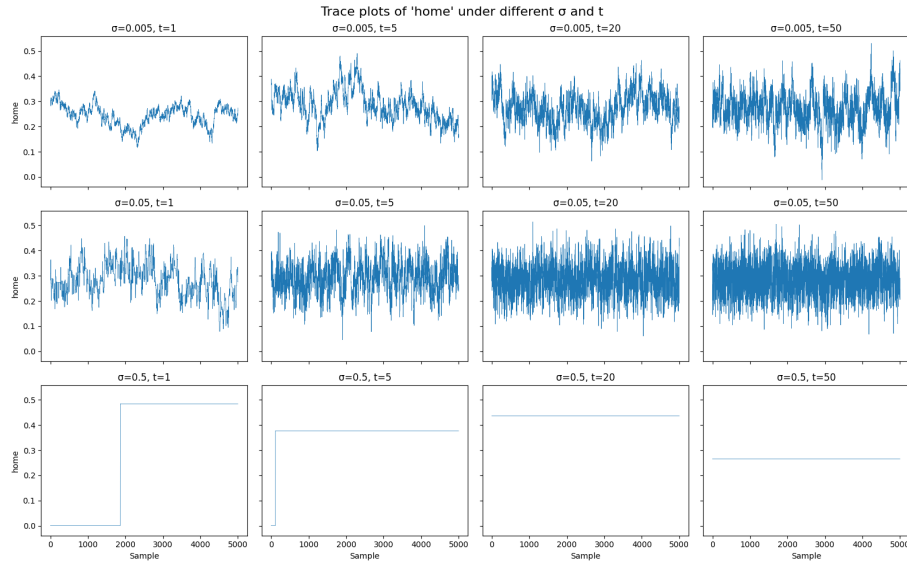 Trace plots of 'home' under different σ and t
σ=0.005, t=1
σ=0.005, t=5
σ=0.005, t=20
σ=0.005, t=50
home
0.5
0.4
0.3
0.2
0.1
0.0
σ=0.05, t=1
σ=0.05, t=5
σ=0.05, t=20
σ=0.05, t=50
home
0.5
0.4
0.3
0.2
0.1
0.0
σ=0.5, t=1
σ=0.5, t=5
σ=0.5, t=20
σ=0.5, t=50
home
0.5
0.4
0.3
0.2
0.1
0.0
0 1000 2000 3000 4000 5000
0 1000 2000 3000 4000 5000
0 1000 2000 3000 4000 5000
0 1000 2000 3000 4000 5000
Sample
Sample
Sample
Sample